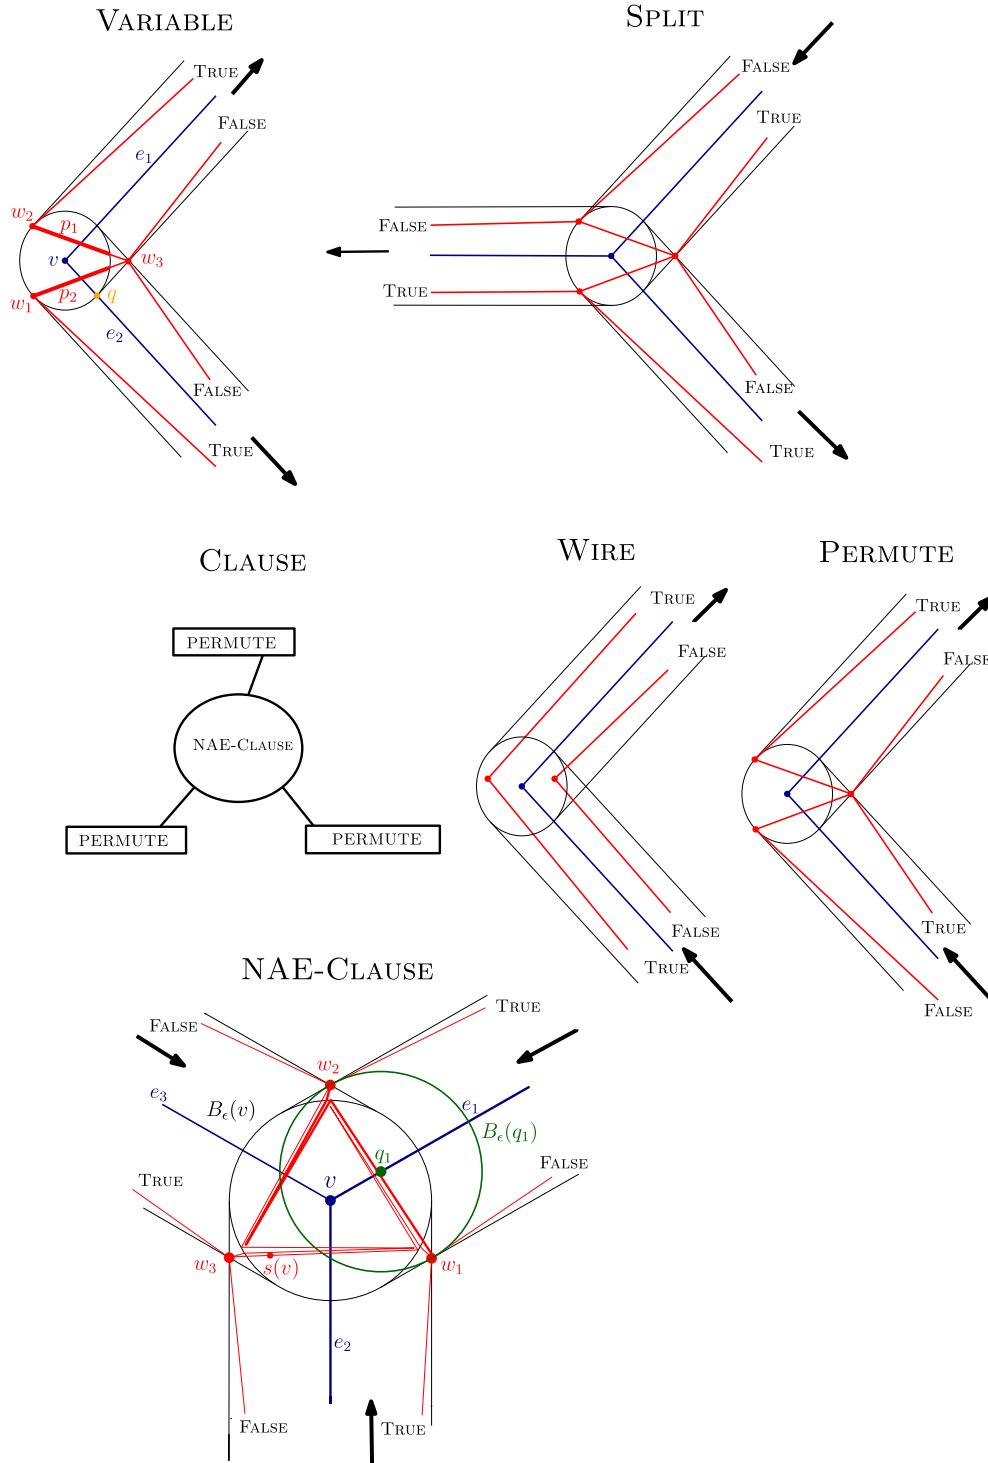 VARIABLE
TRUE
FALSE
e₁
w₂
p₁
v
w₃
p₂
q
w₁
e₂
FALSE
TRUE
SPLIT
FALSE
TRUE
FALSE
TRUE
FALSE
TRUE
CLAUSE
PERMUTE
NAE-CLAUSE
PERMUTE
PERMUTE
WIRE
TRUE
FALSE
FALSE
TRUE
PERMUTE
TRUE
FALSE
TRUE
FALSE
NAE-CLAUSE
FALSE
TRUE
w₂
e₃
B_ϵ(v)
e₁
B_ϵ(q₁)
q₁
FALSE
TRUE
v
w₃
s(v)
w₁
e₂
FALSE
TRUE